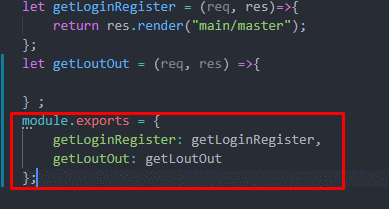 let getLoginRegister = (req, res)=>{
return res.render("main/master");
};
let getLoutOut = (req, res) =>{
} ;
module.exports = {
getLoginRegister: getLoginRegister,
getLoutOut: getLoutOut
};